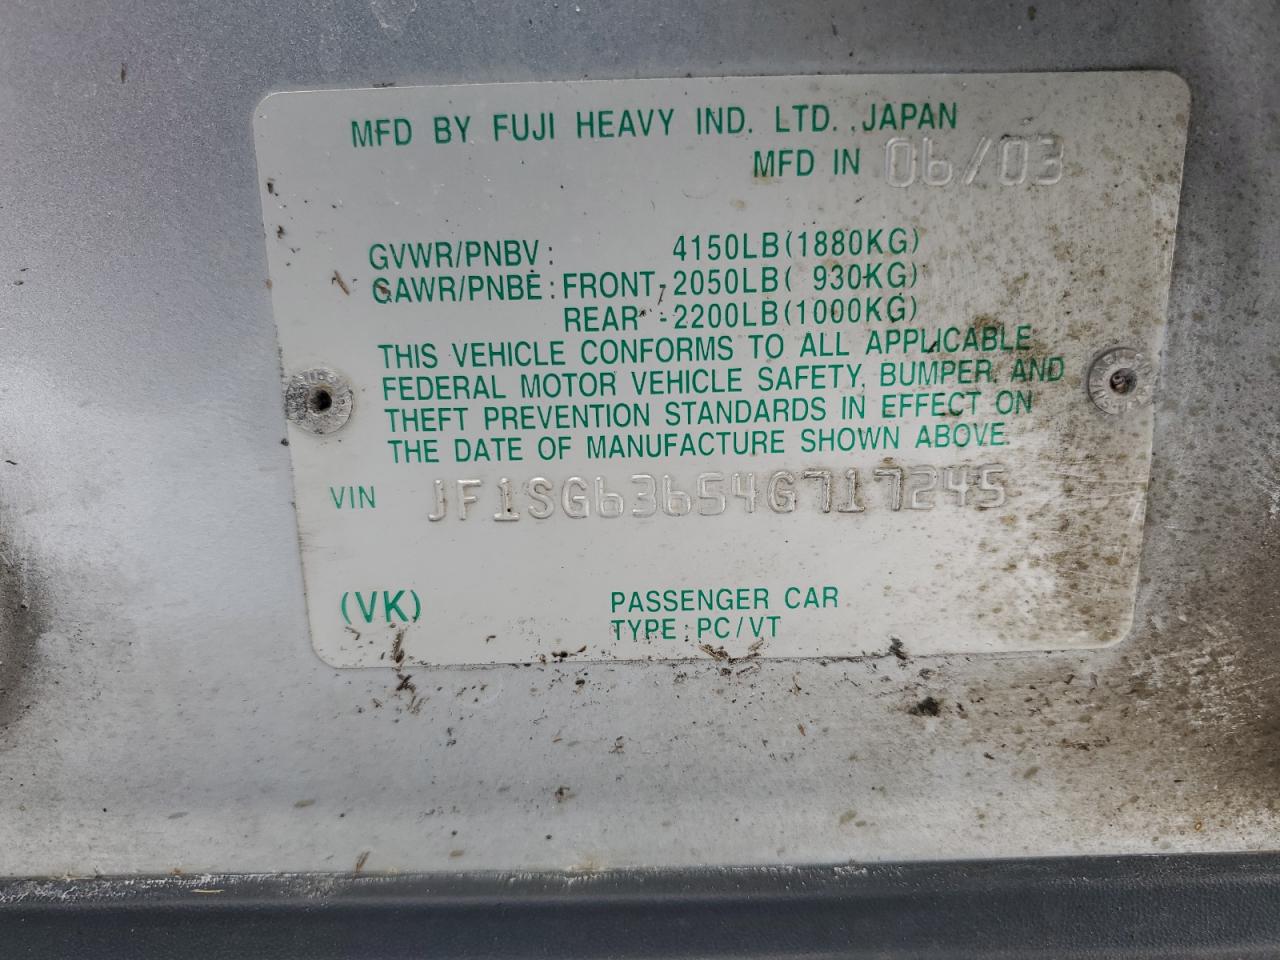 MFD BY FUJI HEAVY IND. LTD. ,JAPAN
MFD IN 06/03
GVWR/PNBV: 4150LB(1880KG)
GAWR/PNBE:FRONT-2050LB( 930KG)
REAR -2200LB(1000KG)
THIS VEHICLE CONFORMS TO ALL APPLICABLE
FEDERAL MOTOR VEHICLE SAFETY, BUMPER, AND
THEFT PREVENTION STANDARDS IN EFFECT ON
THE DATE OF MANUFACTURE SHOWN ABOVE.
VIN JF1SG63654G717245
(VK) PASSENGER CAR
TYPE:PC/VT